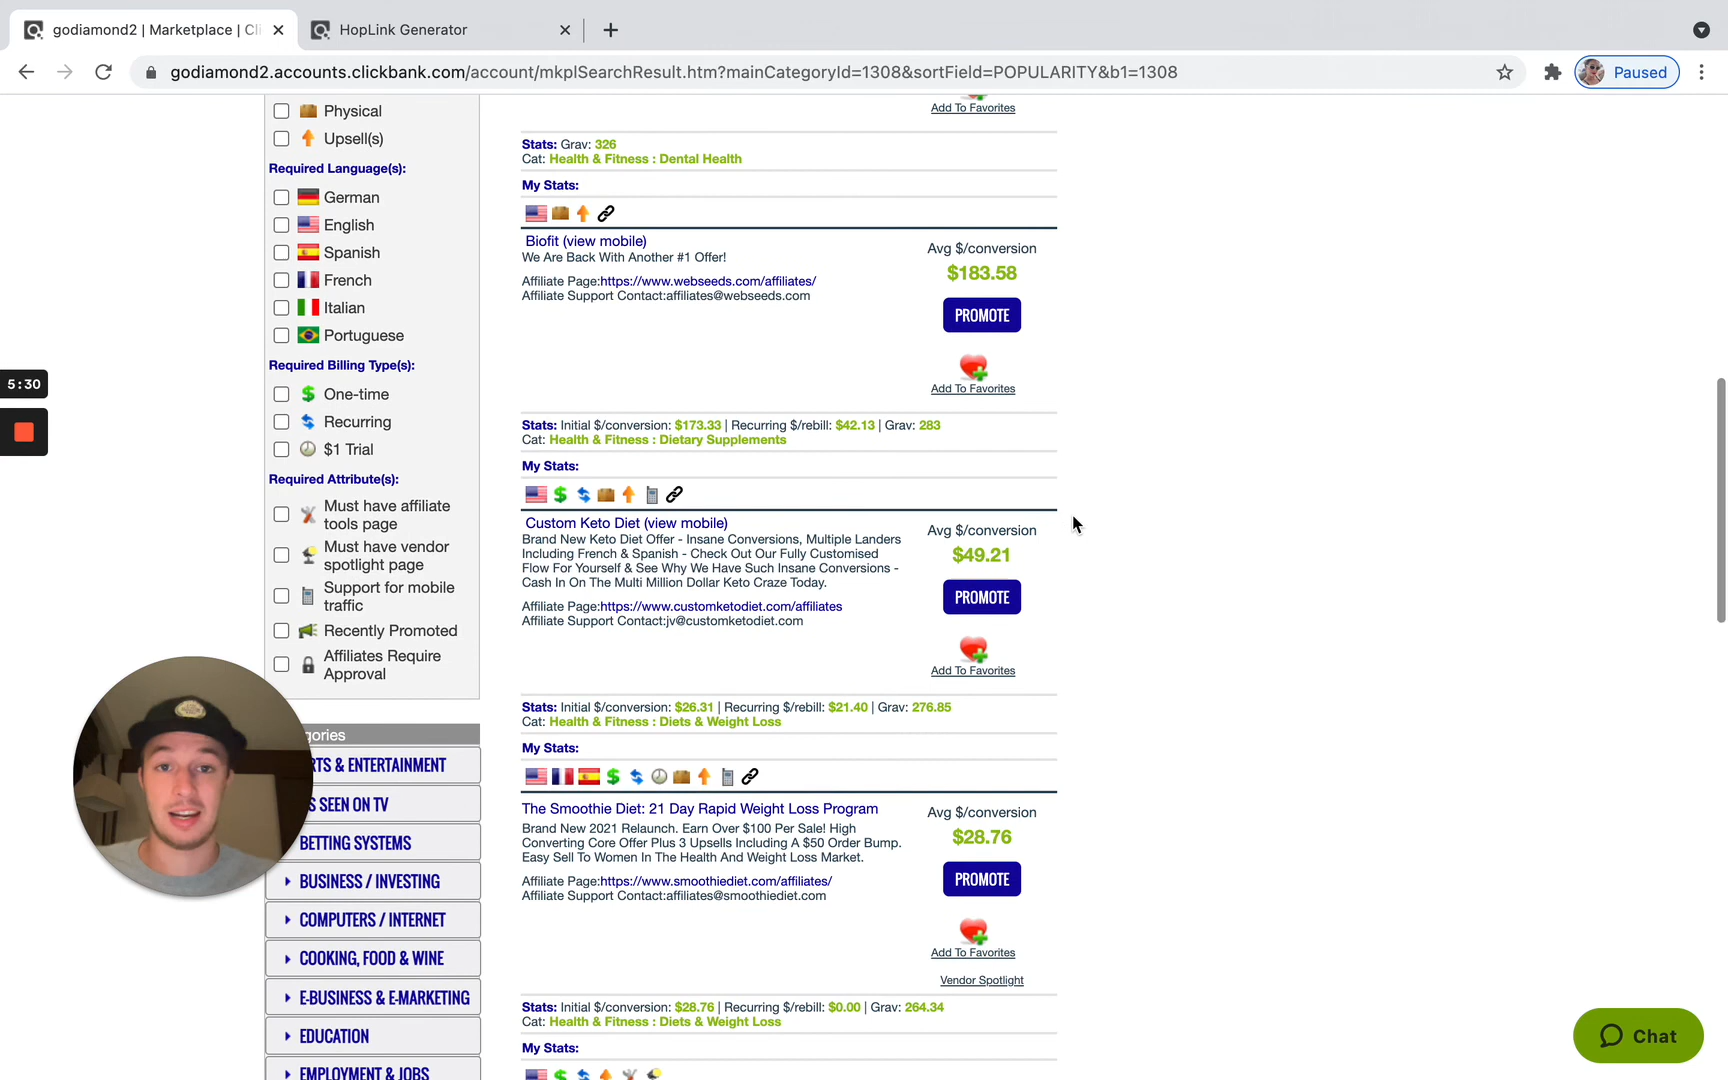 godiamond2 | Marketplace | Cli
HopLink Generator
godiamond2.accounts.clickbank.com/account/mkplSearchResult.htm?mainCategoryId=1308&sortField=POPULARITY&b1=1308
Paused
5:30
Physical
Upsell(s)
Required Language(s):
German
English
Spanish
French
Italian
Portuguese
Required Billing Type(s):
One-time
Recurring
$1 Trial
Required Attribute(s):
Must have affiliate
tools page
Must have vendor
spotlight page
Support for mobile
traffic
Recently Promoted
Affiliates Require
Approval
gories
RTS & ENTERTAINMENT
S SEEN ON TV
BETTING SYSTEMS
BUSINESS / INVESTING
COMPUTERS / INTERNET
COOKING, FOOD & WINE
E-BUSINESS & E-MARKETING
EDUCATION
EMPLOYMENT & JOBS
Add To Favorites
Stats: Grav: 326
Cat: Health & Fitness : Dental Health
My Stats:
Biofit (view mobile)
We Are Back With Another #1 Offer!
Affiliate Page:https://www.webseeds.com/affiliates/
Affiliate Support Contact:affiliates@webseeds.com
Avg $/conversion
$183.58
PROMOTE
Add To Favorites
Stats: Initial $/conversion: $173.33 | Recurring $/rebill: $42.13 | Grav: 283
Cat: Health & Fitness : Dietary Supplements
My Stats:
Custom Keto Diet (view mobile)
Brand New Keto Diet Offer - Insane Conversions, Multiple Landers
Including French & Spanish - Check Out Our Fully Customised
Flow For Yourself & See Why We Have Such Insane Conversions -
Cash In On The Multi Million Dollar Keto Craze Today.
Affiliate Page:https://www.customketodiet.com/affiliates
Affiliate Support Contact:jv@customketodiet.com
Avg $/conversion
$49.21
PROMOTE
Add To Favorites
Stats: Initial $/conversion: $26.31 | Recurring $/rebill: $21.40 | Grav: 276.85
Cat: Health & Fitness : Diets & Weight Loss
My Stats:
The Smoothie Diet: 21 Day Rapid Weight Loss Program
Brand New 2021 Relaunch. Earn Over $100 Per Sale! High
Converting Core Offer Plus 3 Upsells Including A $50 Order Bump.
Easy Sell To Women In The Health And Weight Loss Market.
Affiliate Page:https://www.smoothiediet.com/affiliates/
Affiliate Support Contact:affiliates@smoothiediet.com
Avg $/conversion
$28.76
PROMOTE
Add To Favorites
Vendor Spotlight
Stats: Initial $/conversion: $28.76 | Recurring $/rebill: $0.00 | Grav: 264.34
Cat: Health & Fitness : Diets & Weight Loss
My Stats:
Chat